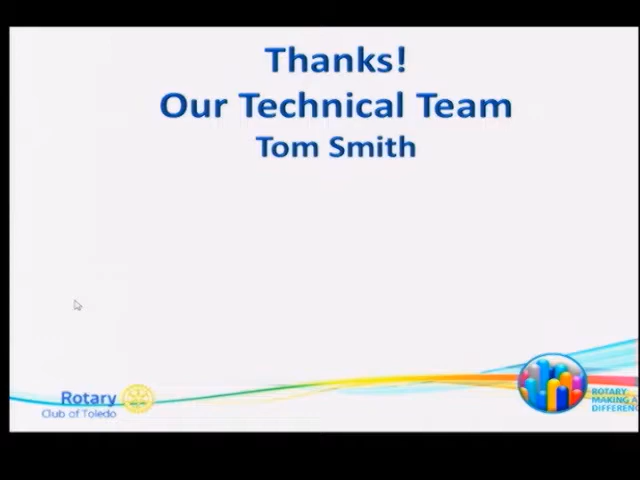 Thanks!
Our Technical Team
Tom Smith
Rotary
Club of Toledo
ROTARY
MAKING A
DIFFERENC